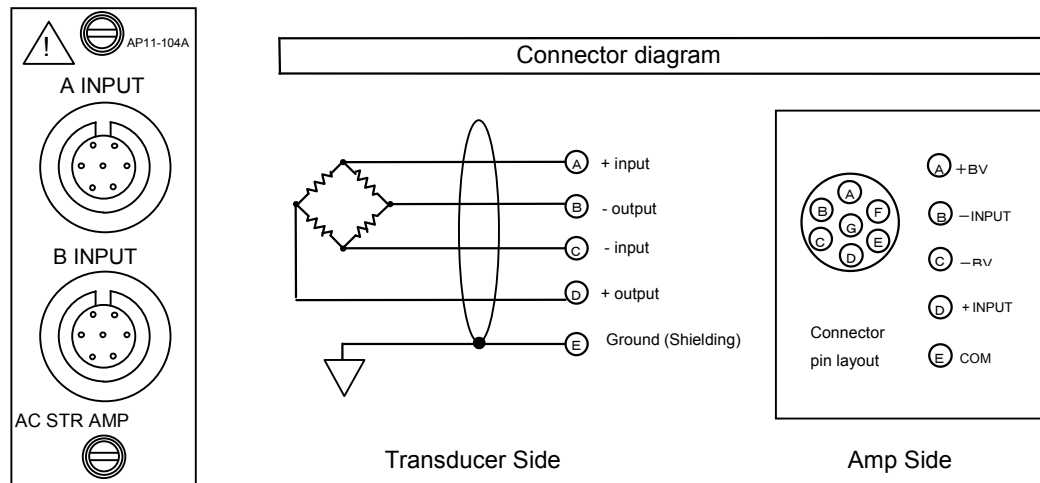 !
AP11-104A
A INPUT
B INPUT
AC STR AMP
Connector diagram
A + input
B - output
C - input
D + output
E Ground (Shielding)
Transducer Side
A
B F
G
C E
D
Connector
pin layout
A +BV
B −INPUT
C −BV
D +INPUT
E COM
Amp Side